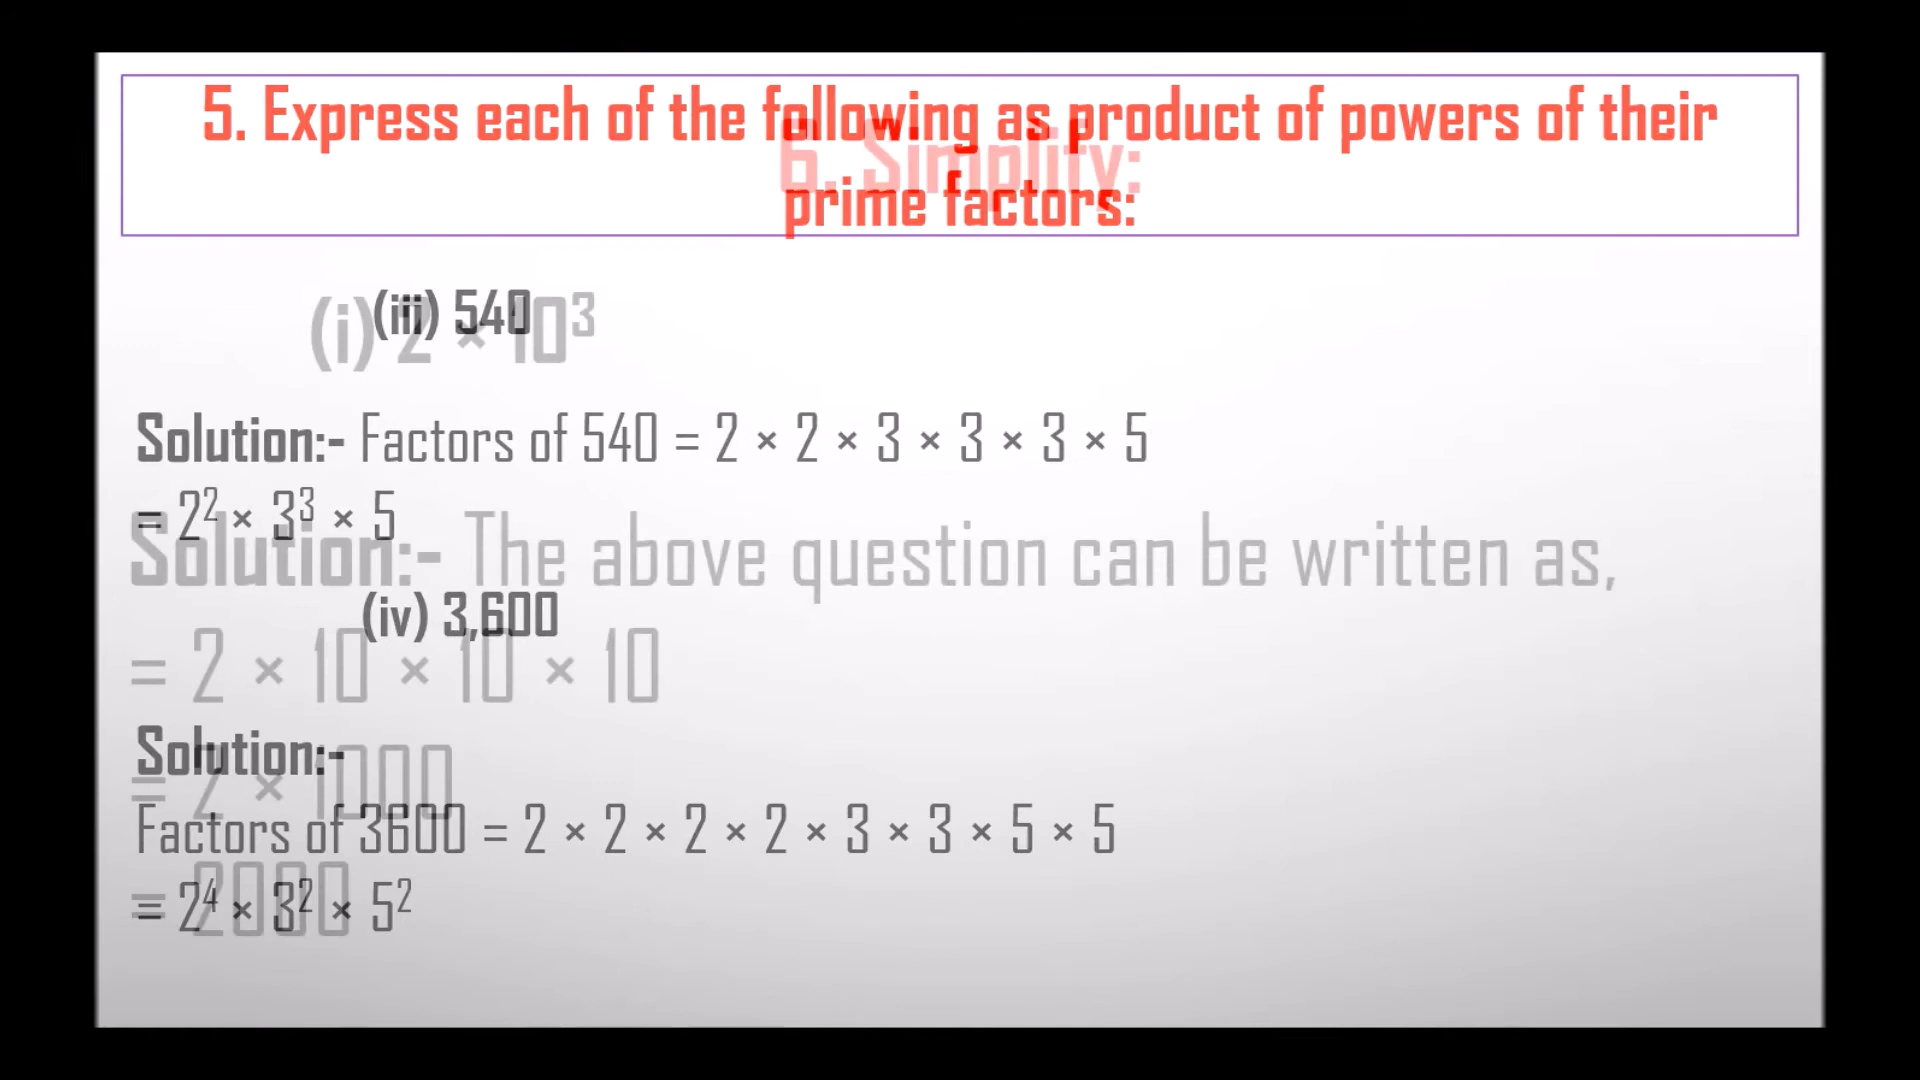 5. Express each of the following as product of powers of their
prime factors:
6. Simplify:
(iii) 540
(i) 2 × 10³
Solution:- Factors of 540 = 2 × 2 × 3 × 3 × 3 × 5
= 2² × 3³ × 5
Solution:- The above question can be written as,
(iv) 3,600
= 2 × 10 × 10 × 10
Solution:-
= 2 × 1000
Factors of 3600 = 2 × 2 × 2 × 2 × 3 × 3 × 5 × 5
= 2⁴ × 3² × 5²
= 2000